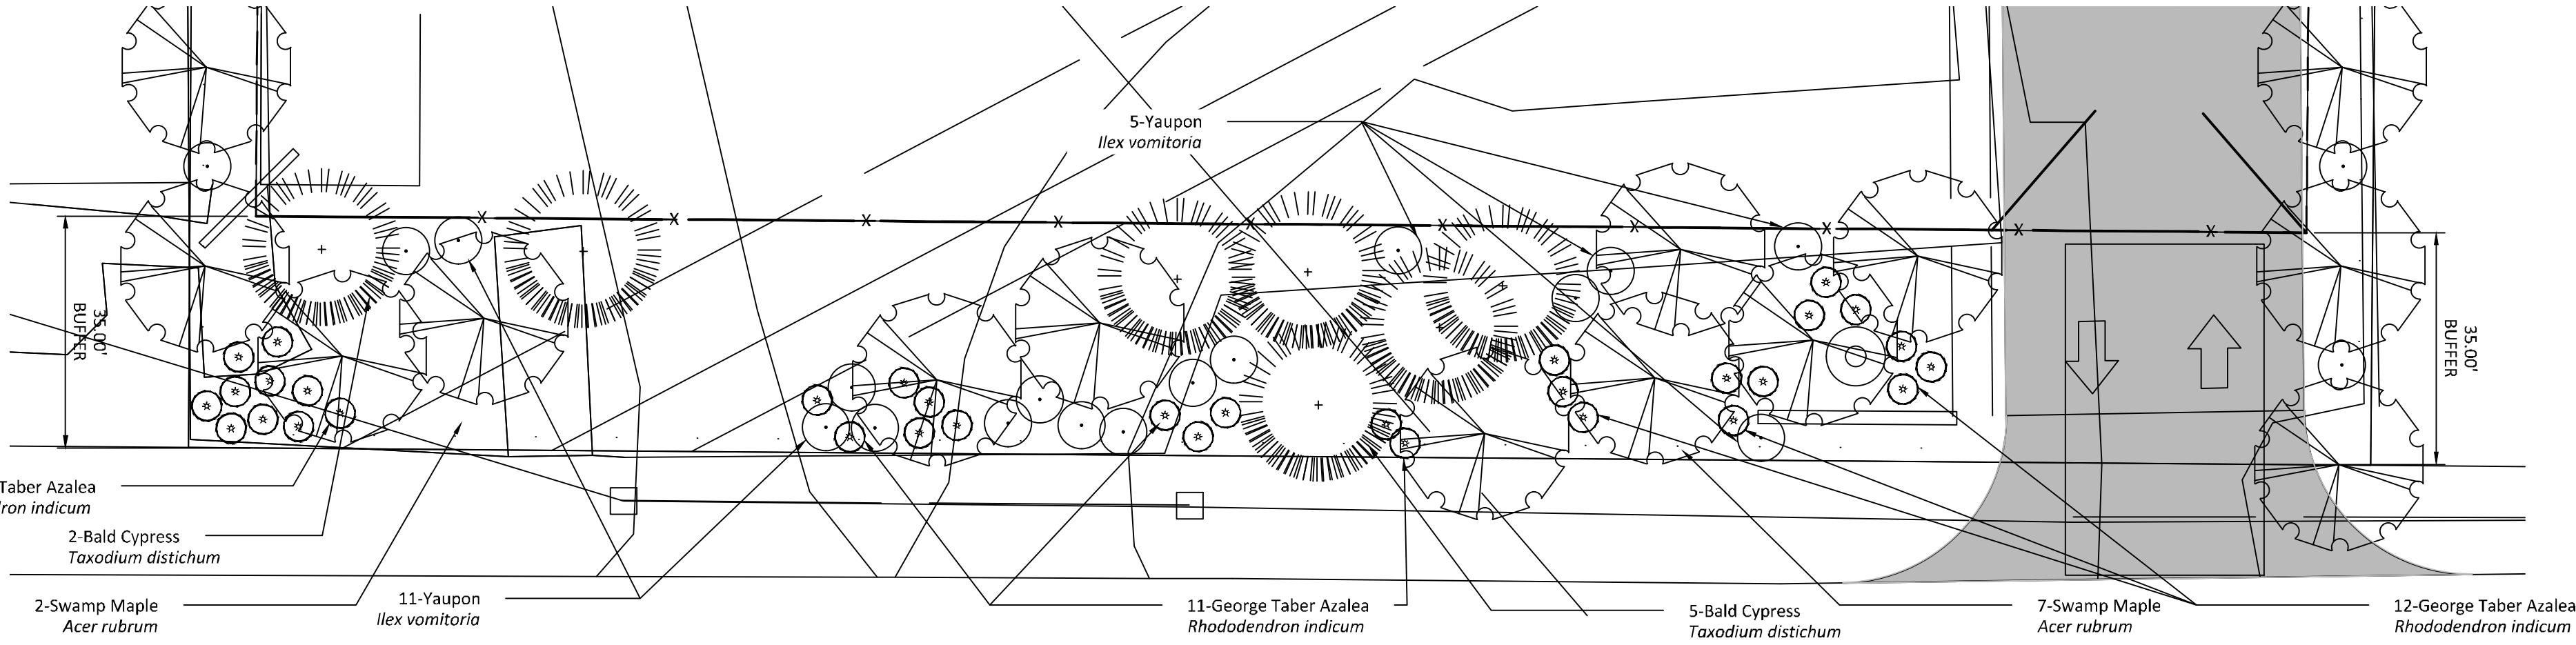 5-Yaupon
Ilex vomitoria
35.00'
BUFFER
35.00'
BUFFER
Taber Azalea
ron indicum
2-Bald Cypress
Taxodium distichum
2-Swamp Maple
Acer rubrum
11-Yaupon
Ilex vomitoria
11-George Taber Azalea
Rhododendron indicum
5-Bald Cypress
Taxodium distichum
7-Swamp Maple
Acer rubrum
12-George Taber Azalea
Rhododendron indicum